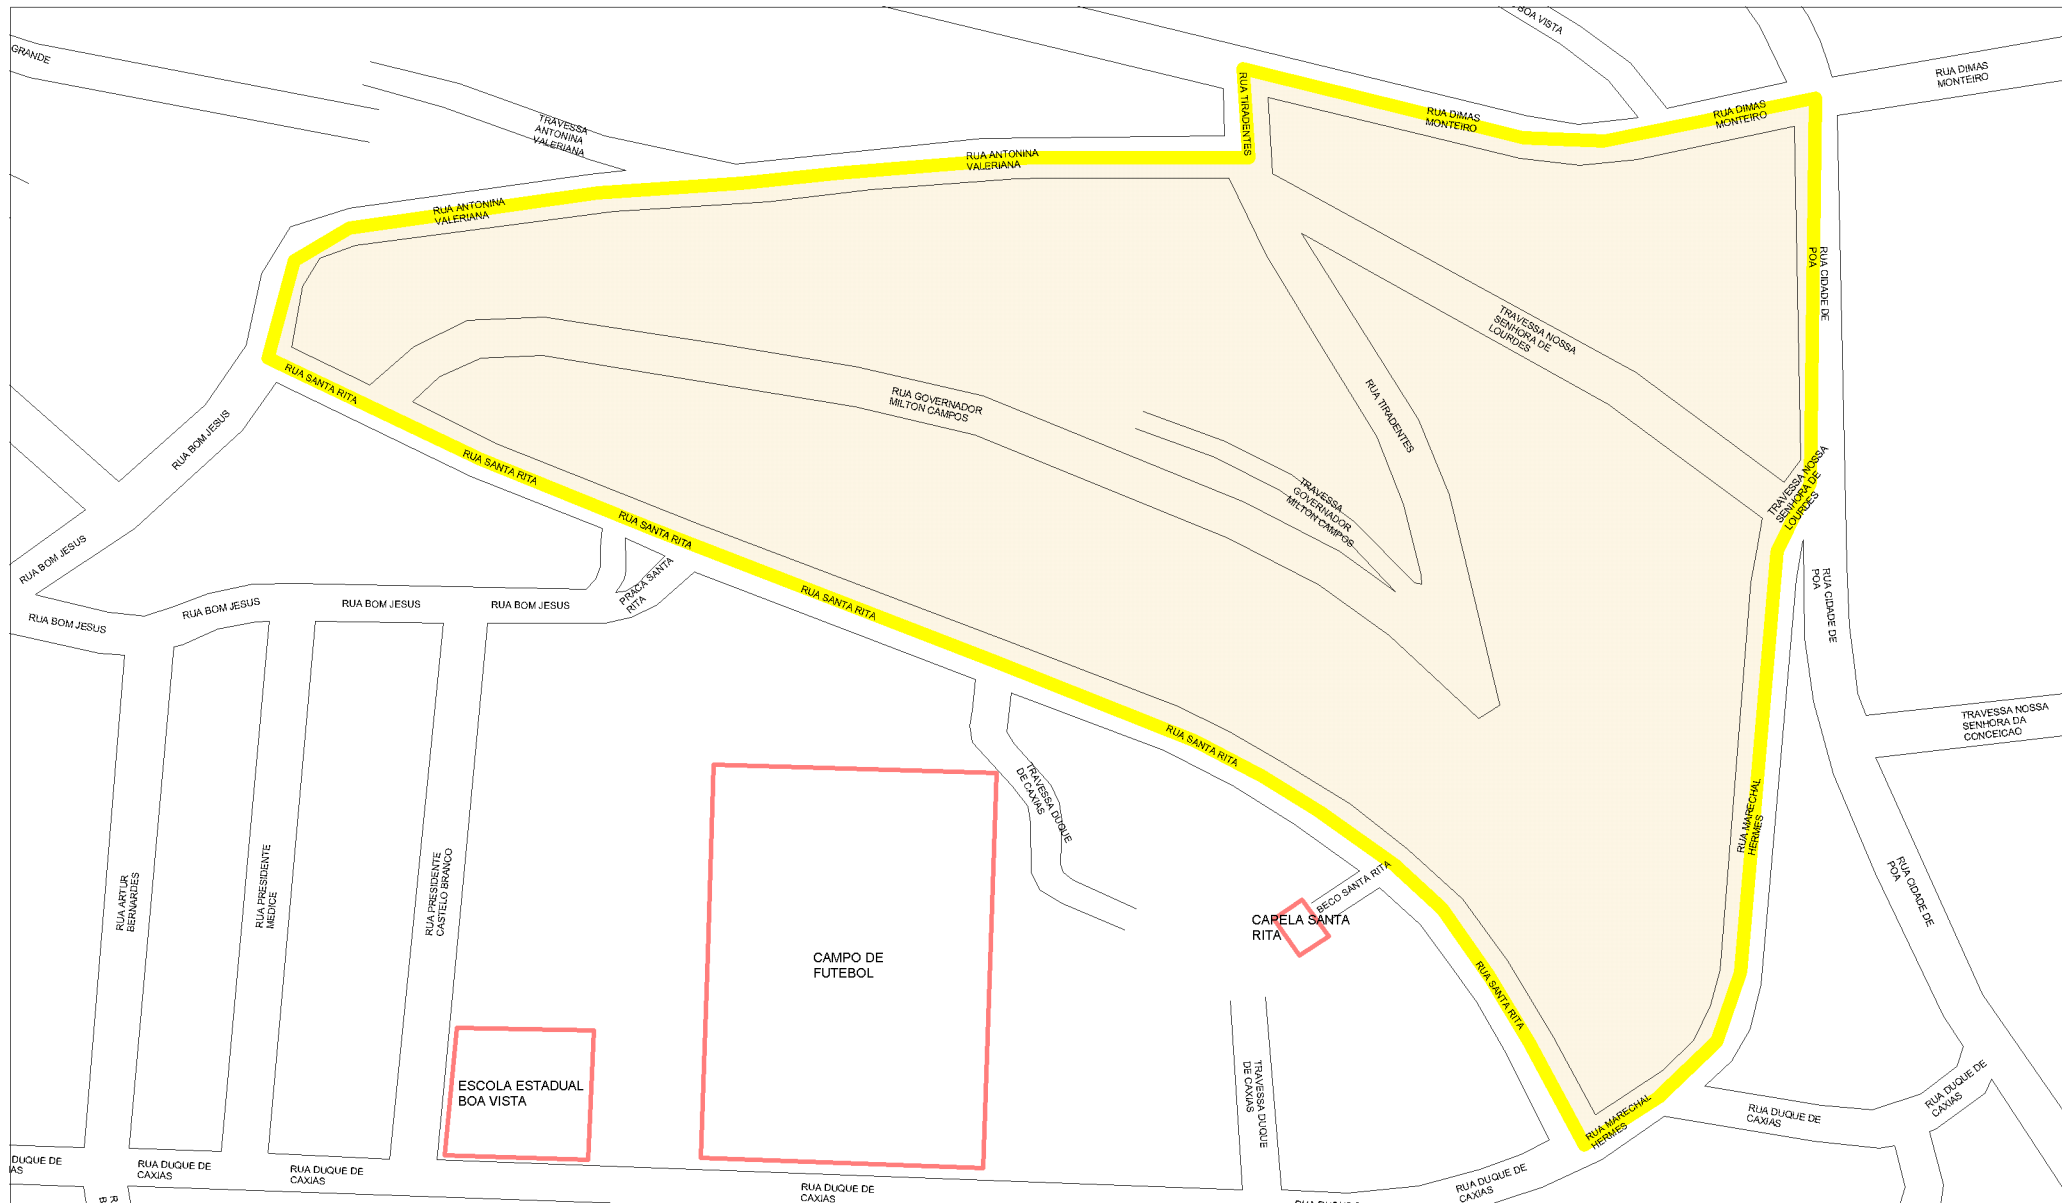 BOA VISTA
GRANDE
RUA DIMAS
MONTEIRO
RUA TIRADENTES
RUA DIMAS
MONTEIRO
RUA DIMAS
MONTEIRO
TRAVESSA
ANTONINA
VALERIANA
RUA ANTONINA
VALERIANA
RUA ANTONINA
VALERIANA
RUA CIDADE DE
POA
TRAVESSA NOSSA
SENHORA DE
LOURDES
RUA SANTA RITA
RUA GOVERNADOR
MILTON CAMPOS
RUA TIRADENTES
RUA BOM JESUS
RUA SANTA RITA
TRAVESSA
GOVERNADOR
MILTON CAMPOS
TRAVESSA NOSSA
SENHORA DE
LOURDES
RUA SANTA RITA
RUA BOM JESUS
PRACA SANTA
RITA
RUA SANTA RITA
RUA CIDADE DE
POA
RUA BOM JESUS
RUA BOM JESUS
RUA BOM JESUS
RUA BOM JESUS
TRAVESSA NOSSA
SENHORA DA
CONCEICAO
RUA SANTA RITA
TRAVESSA DUQUE
DE CAXIAS
RUA MARECHAL
HERMES
RUA ARTUR
BERNARDES
RUA PRESIDENTE
MEDICE
RUA PRESIDENTE
CASTELO BRANCO
BECO SANTA RITA
CAPELA SANTA
RITA
RUA CIDADE DE
POA
CAMPO DE
FUTEBOL
RUA SANTA RITA
ESCOLA ESTADUAL
BOA VISTA
TRAVESSA DUQUE
DE CAXIAS
RUA MARECHAL
HERMES
RUA DUQUE DE
CAXIAS
RUA DUQUE DE
CAXIAS
DUQUE DE
IAS
RUA DUQUE DE
CAXIAS
RUA DUQUE DE
CAXIAS
RUA DUQUE DE
CAXIAS
RUA DUQUE DE
CAXIAS